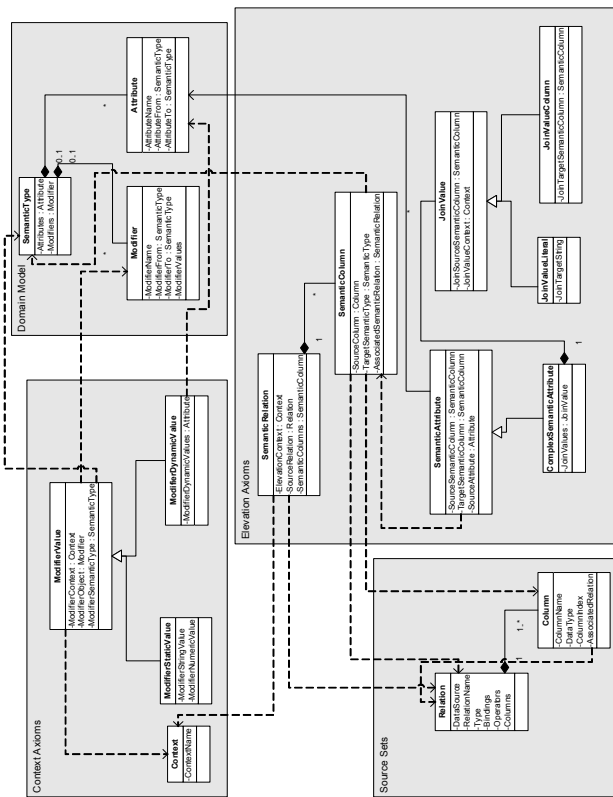 Context Axioms
Context
-ContextName
ModifierStaticValue
-ModifierStringValue
-ModifierNumericValue
ModifierValue
-ModifierContext : Context
-ModifierObject : Modifier
-ModifierSemanticType : SemanticType
ModifierDynamicValue
-ModifierDynamicValues : Attribute
Domain Model
SemanticType
-Attributes : Attribute
-Modifiers : Modifier
0..1
0..1
*
*
Modifier
-ModifierName
-ModifierFrom : SemanticType
-ModifierTo : SemanticType
-ModifierValues
Attribute
-AttributeName
-AttributeFrom : SemanticType
-AttributeTo : SemanticType
Source Sets
Relation
-DataSource
-RelationName
-Type
-Bindings
-Operators
-Columns
1
1..*
Column
-ColumnName
-DataType
-ColumnIndex
-AssociatedRelation
Elevation Axioms
SemanticRelation
-ElevationContext : Context
-SourceRelation : Relation
-SemanticColumns : SemanticColumn
1
*
SemanticColumn
-SourceColumn : Column
-TargetSemanticType : SemanticType
-AssociatedSemanticRelation : SemanticRelation
SemanticAttribute
-SourceSemanticColumn : SemanticColumn
-TargetSemanticColumn : SemanticColumn
-SourceAttribute : Attribute
ComplexSemanticAttribute
-JoinValues : JoinValue
1
*
JoinValue
-JoinSourceSemanticColumn : SemanticColumn
-JoinValueContext : Context
JoinValueLiteral
-JoinTargetString
JoinValueColumn
-JoinTargetSemanticColumn : SemanticColumn